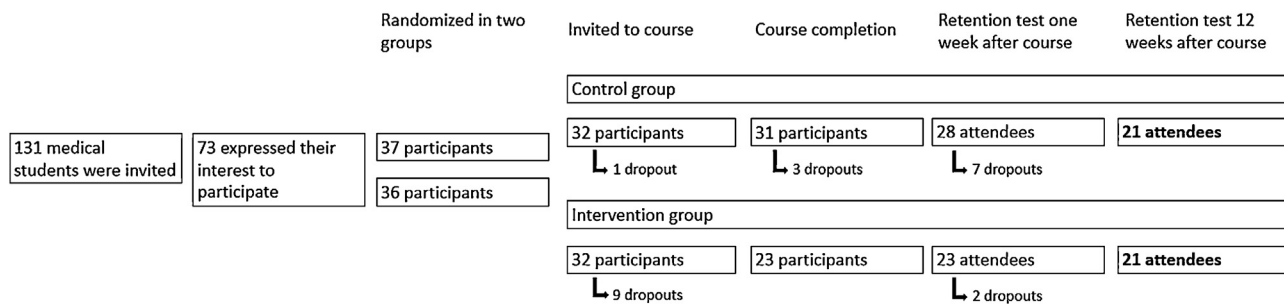 Randomized in two
groups
Invited to course
Course completion
Retention test one
week after course
Retention test 12
weeks after course
Control group
131 medical
students were invited
73 expressed their
interest to
participate
37 participants
36 participants
32 participants
1 dropout
31 participants
3 dropouts
28 attendees
7 dropouts
21 attendees
Intervention group
32 participants
9 dropouts
23 participants
23 attendees
2 dropouts
21 attendees